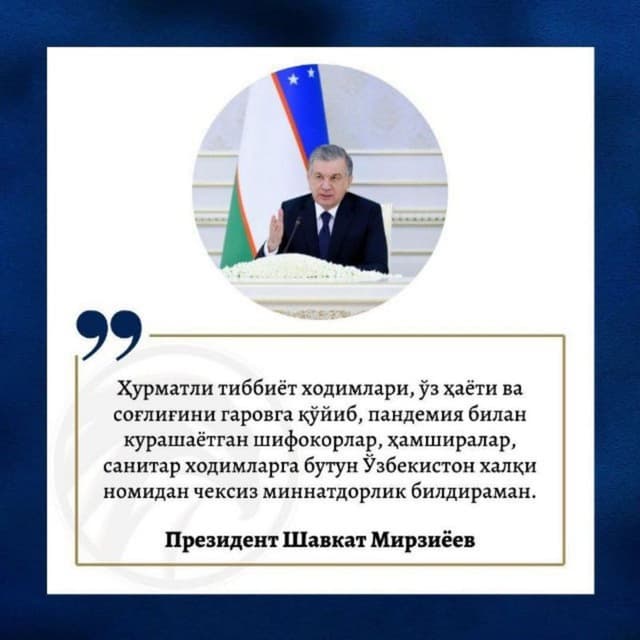 Ҳурматли тиббиёт ходимлари, ўз ҳаёти ва
соғлиғини гаровга қўйиб, пандемия билан
курашаётган шифокорлар, ҳамширалар,
санитар ходимларга бутун Ўзбекистон халқи
номидан чексиз миннатдорлик билдираман.
Президент Шавкат Мирзиёев